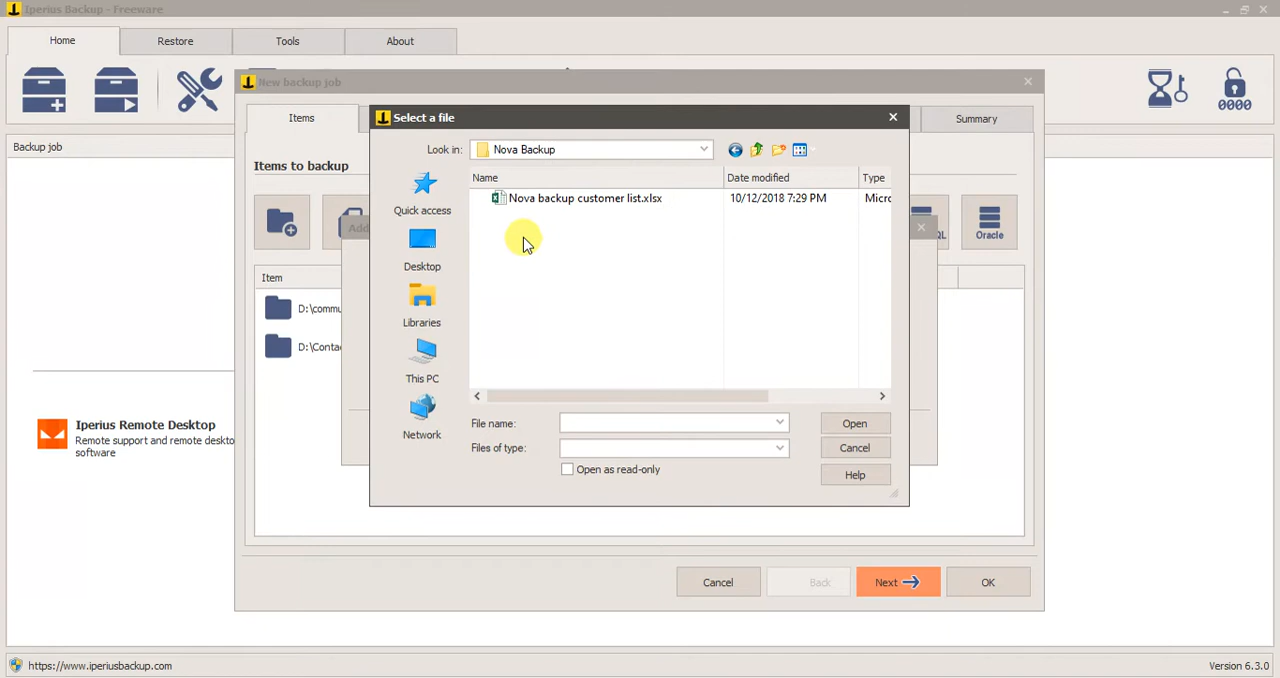 Iperius Backup - Freeware
Home
Restore
Tools
About
0000
New backup job
Items
Summary
Backup job
Items to backup
Select a file
Look in:
Nova Backup
Name
Date modified
Type
Nova backup customer list.xlsx
10/12/2018 7:29 PM
Micro
Quick access
Desktop
Libraries
This PC
Network
Add
QL
Oracle
Item
D:\commu
D:\Conta
File name:
Open
Files of type:
Cancel
Open as read-only
Help
Iperius Remote Desktop
Remote support and remote deskto
software
Cancel
Back
Next
OK
https://www.iperiusbackup.com
Version 6.3.0